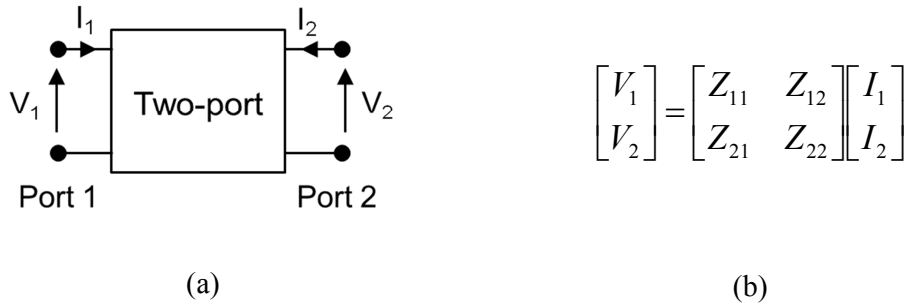 I₁ I₂
V₁ Two-port V₂
Port 1 Port 2
[V₁ V₂] = [Z₁₁ Z₁₂ Z₂₁ Z₂₂] [I₁ I₂]
(a) (b)